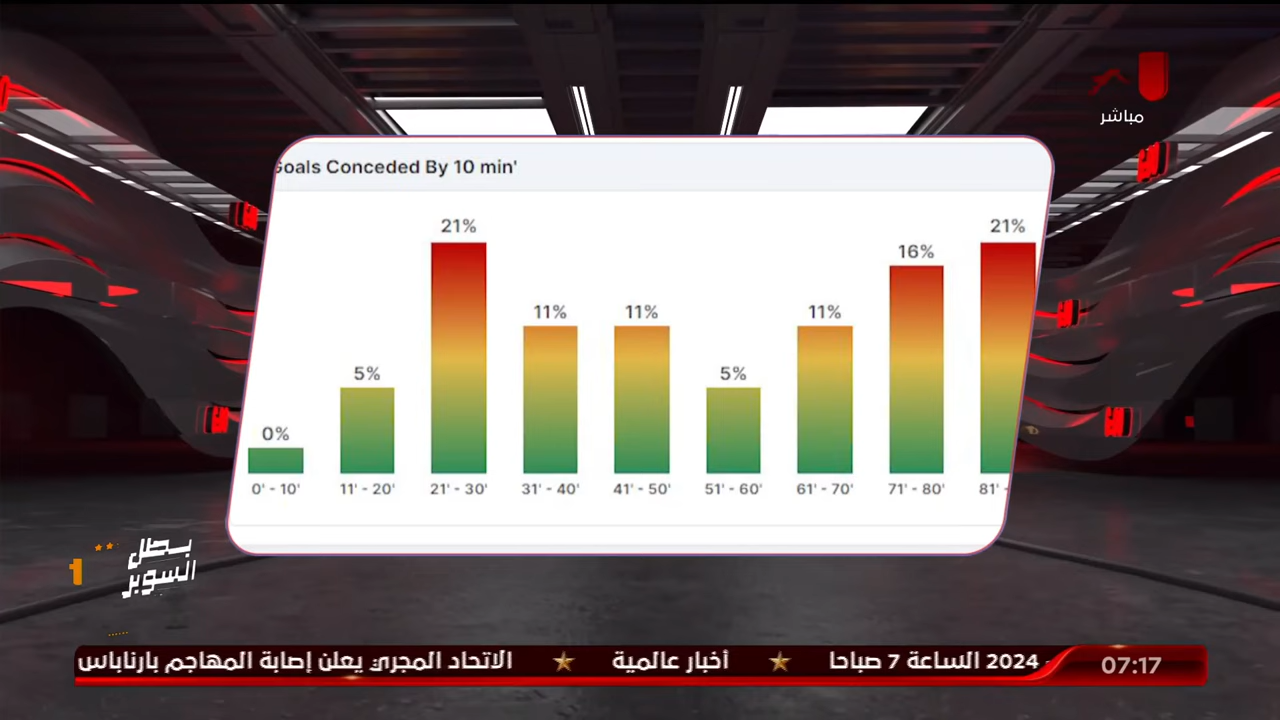 مباشر
Goals Conceded By 10 min'
21%
21%
16%
11%
11%
11%
5%
5%
0%
0' - 10' 11' - 20' 21' - 30' 31' - 40' 41' - 50' 51' - 60' 61' - 70' 71' - 80' 81' -
بطل
السوبر
1
07:17
2024 الساعة 7 صباحا ★ أخبار عالمية ★ الاتحاد المجري يعلن إصابة المهاجم بارناباس